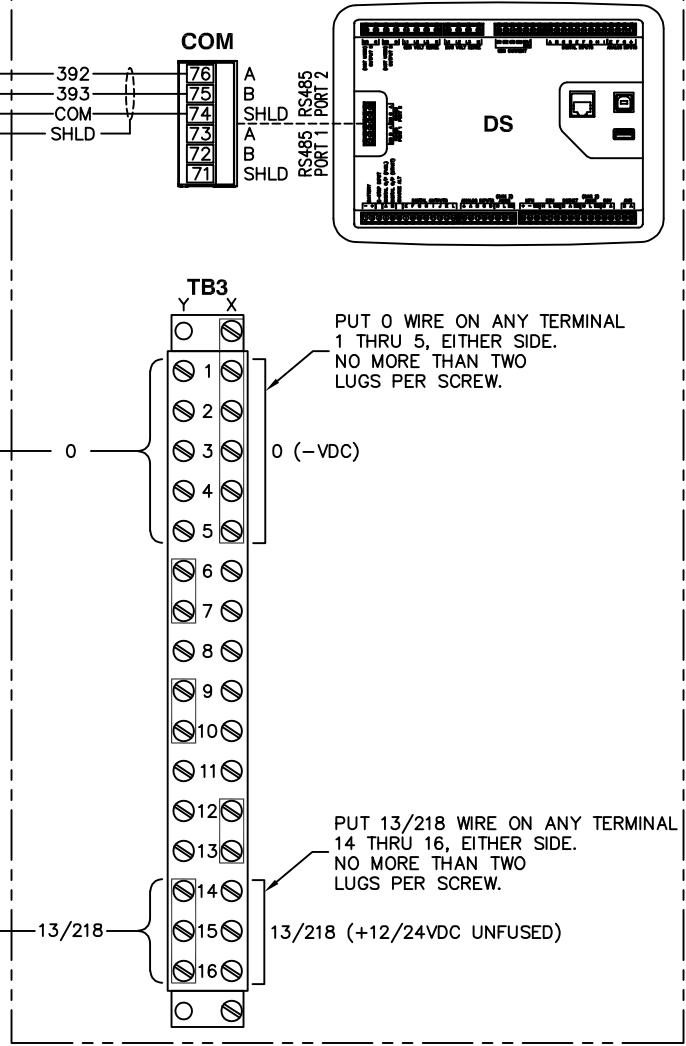 COM
392 76 A
393 75 B
COM 74 SHLD
SHLD 73 A
72 B
71 SHLD
RS485 PORT 2
RS485 PORT 1
DS
TB3
Y X
PUT 0 WIRE ON ANY TERMINAL
1 THRU 5, EITHER SIDE.
NO MORE THAN TWO
LUGS PER SCREW.
1
2
0 3 0 (-VDC)
4
5
6
7
8
9
10
11
12
13
PUT 13/218 WIRE ON ANY TERMINAL
14 THRU 16, EITHER SIDE.
NO MORE THAN TWO
LUGS PER SCREW.
14
13/218 15 13/218 (+12/24VDC UNFUSED)
16